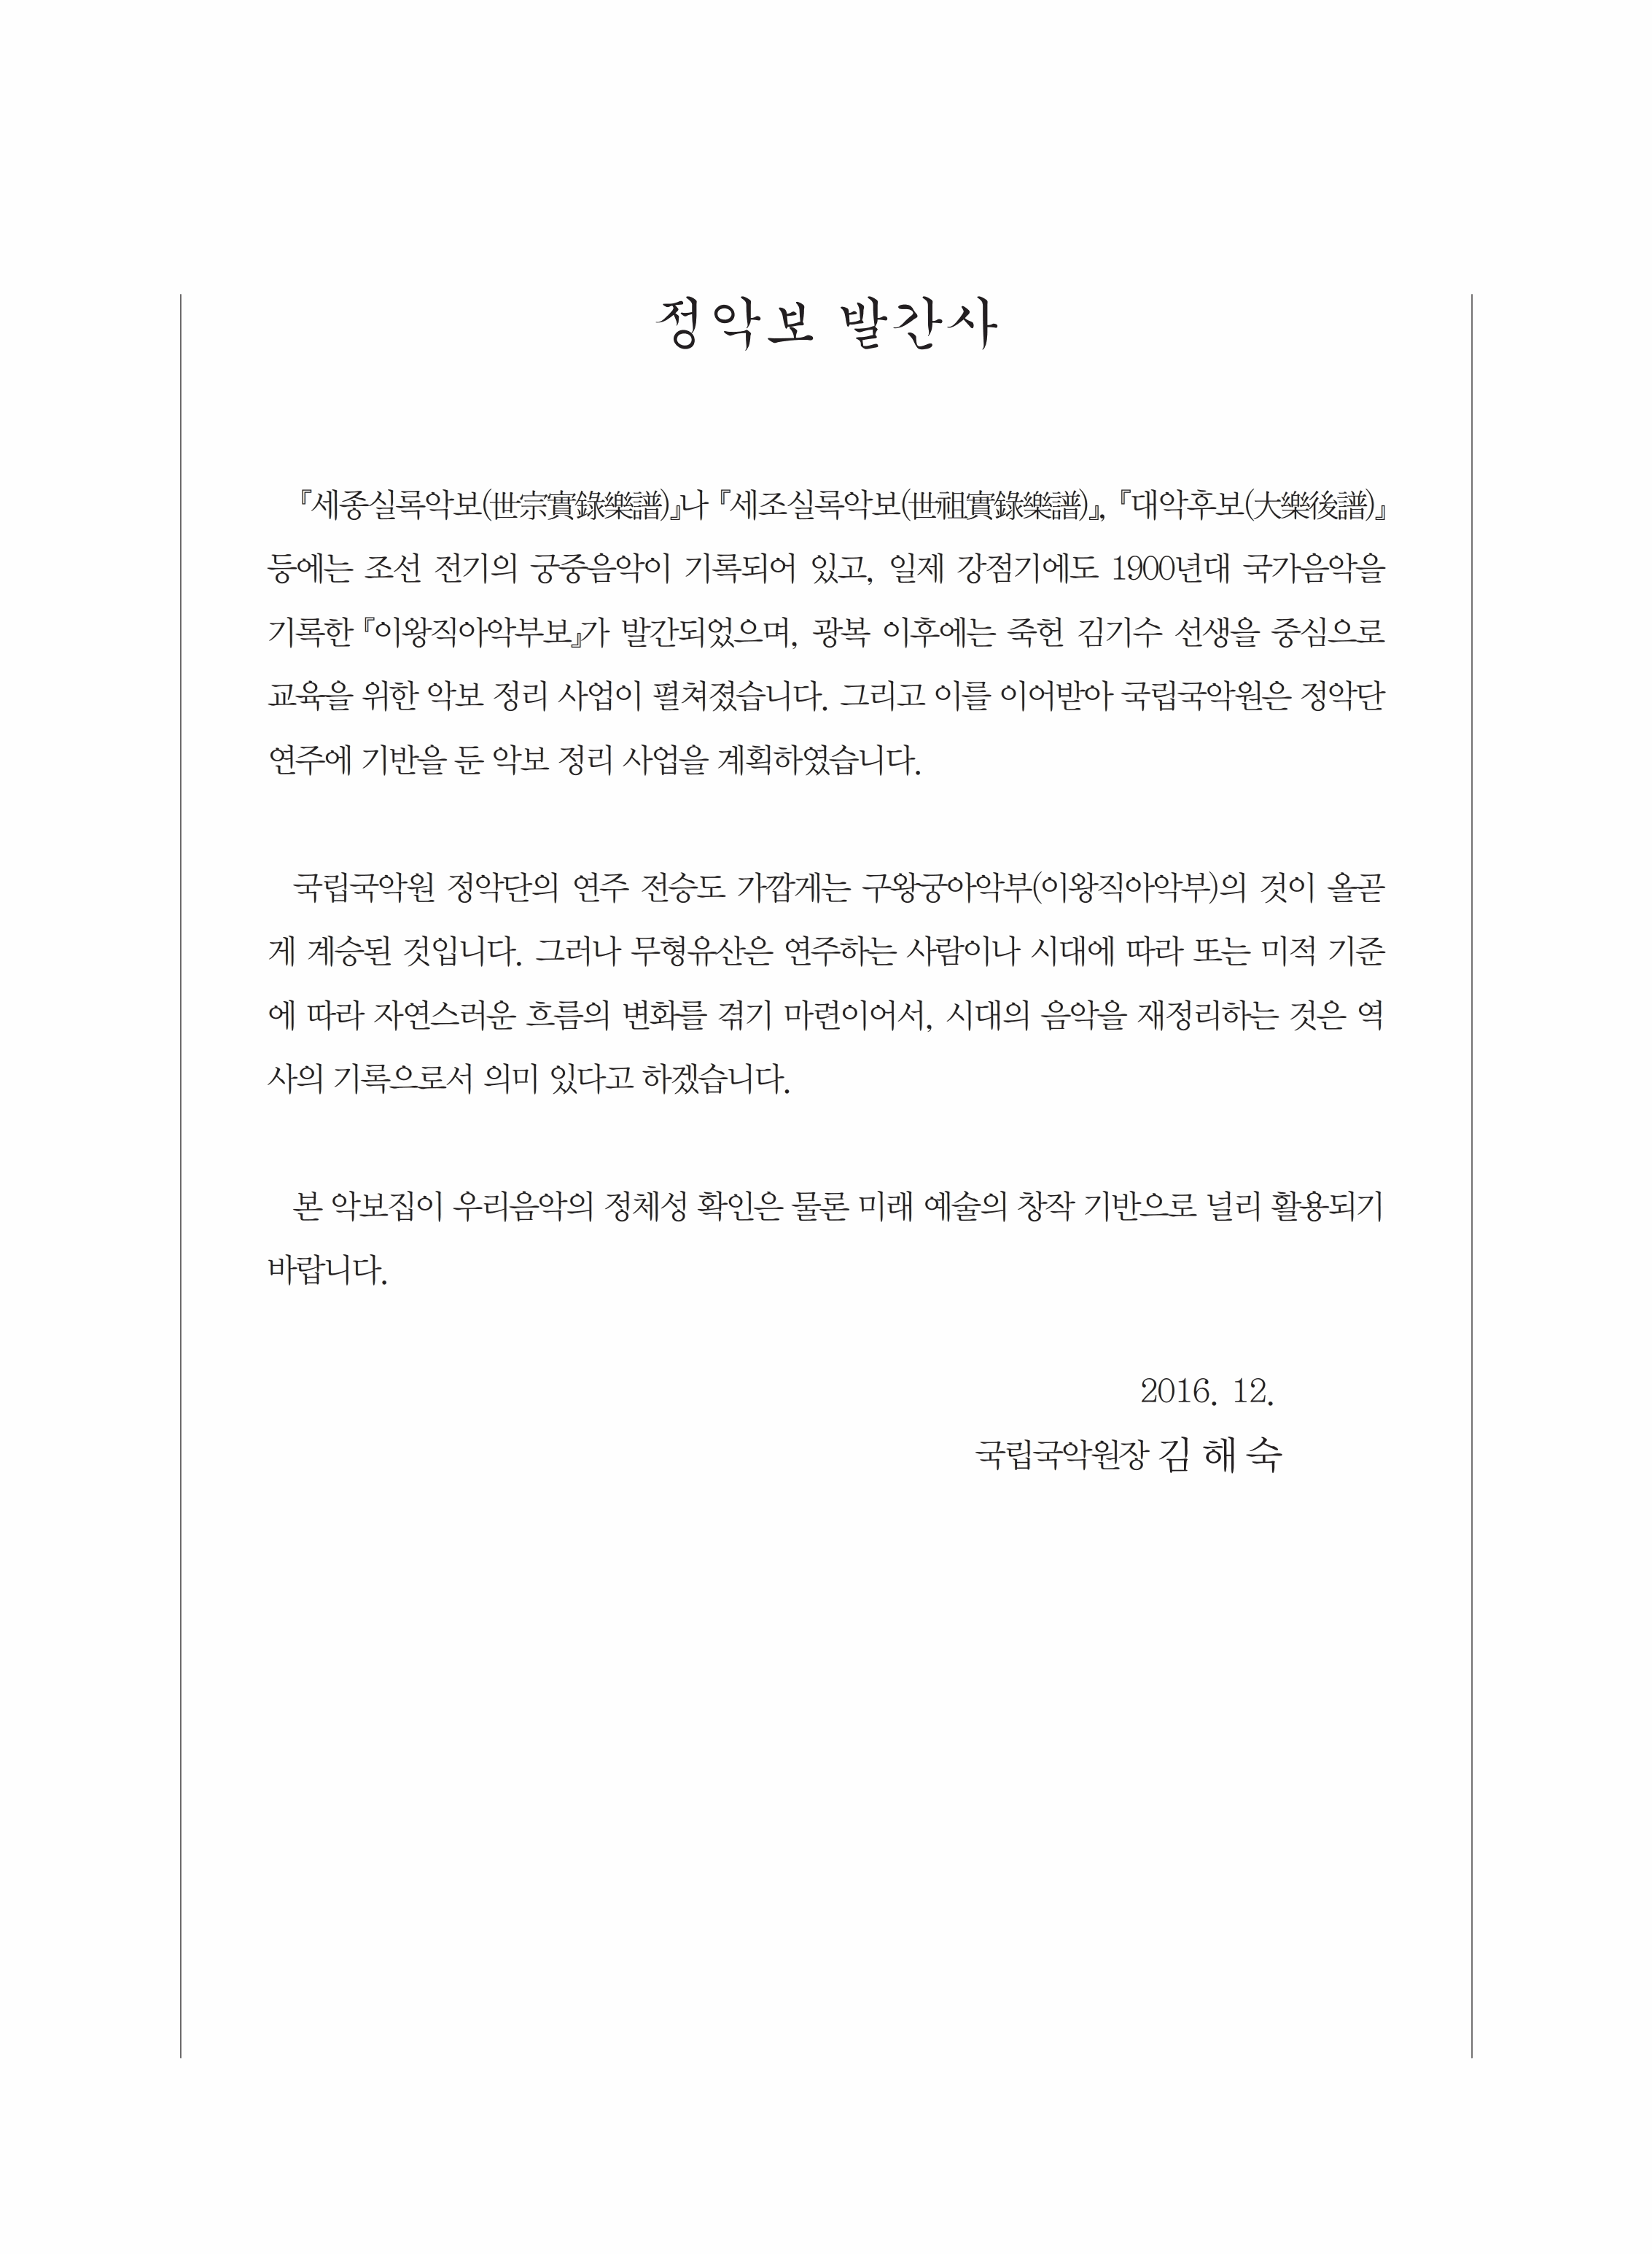 정악보 발간사
『세종실록악보(世宗實錄樂譜)』나 『세조실록악보(世祖實錄樂譜)』, 『대악후보(大樂後譜)』
등에는 조선 전기의 궁중음악이 기록되어 있고, 일제 강점기에도 1900년대 국가음악을
기록한 『이왕직아악부보』가 발간되었으며, 광복 이후에는 죽헌 김기수 선생을 중심으로
교육을 위한 악보 정리 사업이 펼쳐졌습니다. 그리고 이를 이어받아 국립국악원은 정악단
연주에 기반을 둔 악보 정리 사업을 계획하였습니다.
국립국악원 정악단의 연주 전승도 가깝게는 구왕궁아악부(이왕직아악부)의 것이 올곧
게 계승된 것입니다. 그러나 무형유산은 연주하는 사람이나 시대에 따라 또는 미적 기준
에 따라 자연스러운 흐름의 변화를 겪기 마련이어서, 시대의 음악을 재정리하는 것은 역
사의 기록으로서 의미 있다고 하겠습니다.
본 악보집이 우리음악의 정체성 확인은 물론 미래 예술의 창작 기반으로 널리 활용되기
바랍니다.
2016. 12.
국립국악원장 김 해 숙